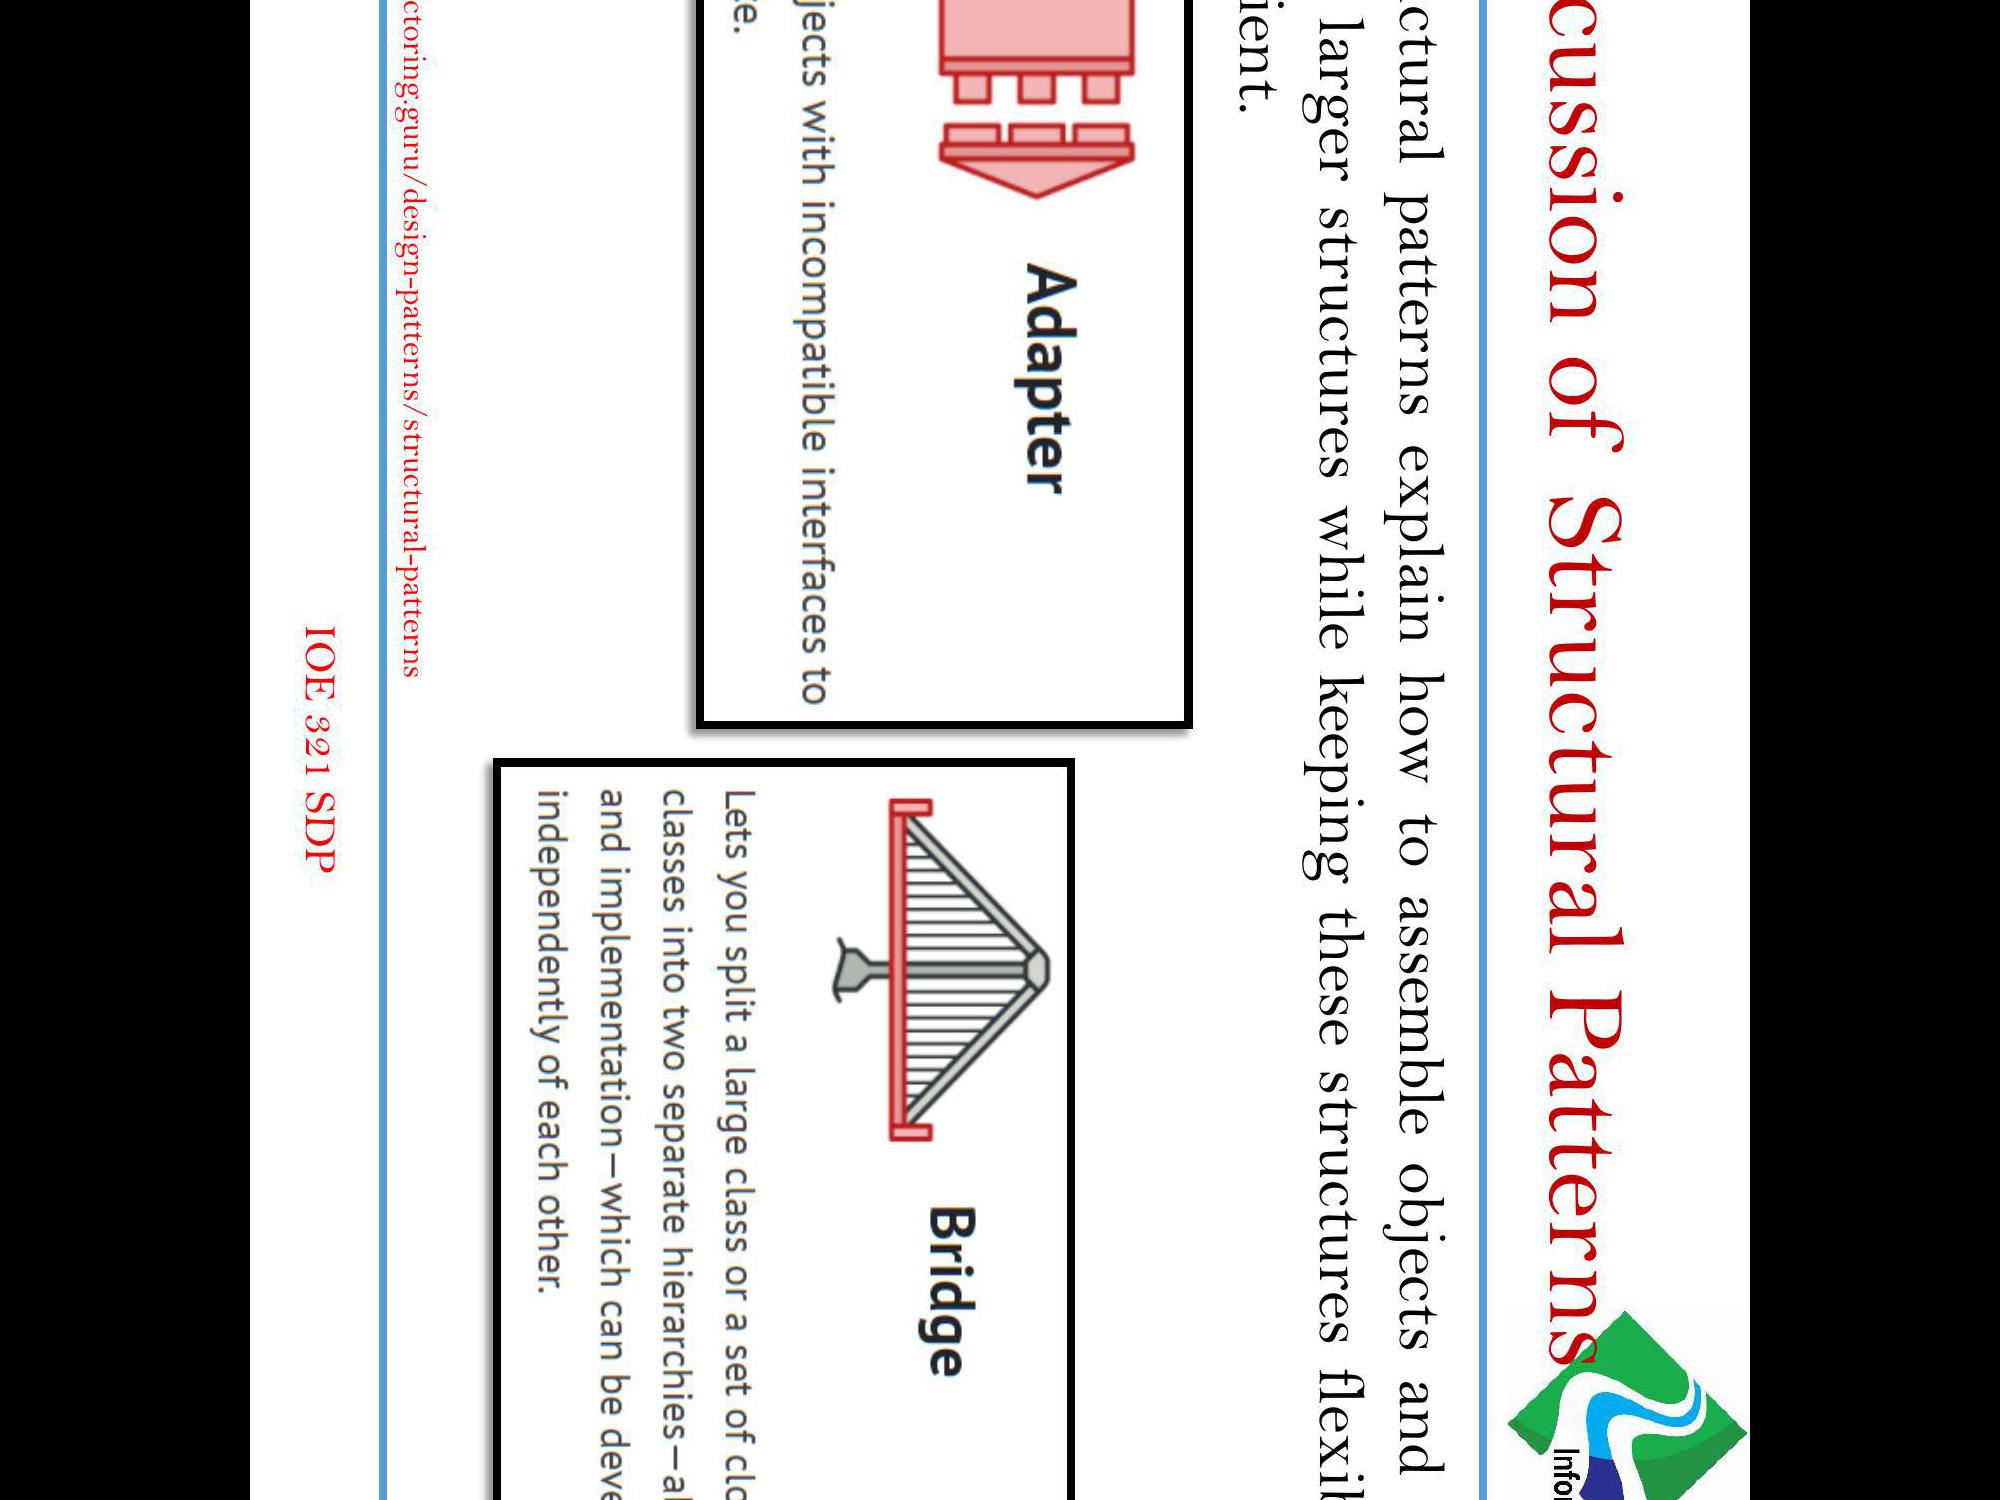 cussion of Structural Patterns
Infor
ctural patterns explain how to assemble objects and
larger structures while keeping these structures flexib
ient.
Adapter
jects with incompatible interfaces to
e.
Bridge
Lets you split a large class or a set of clo
classes into two separate hierarchies—a
and implementation—which can be deve
independently of each other.
ctoring.guru/design-patterns/structural-patterns
IOE 321 SDP